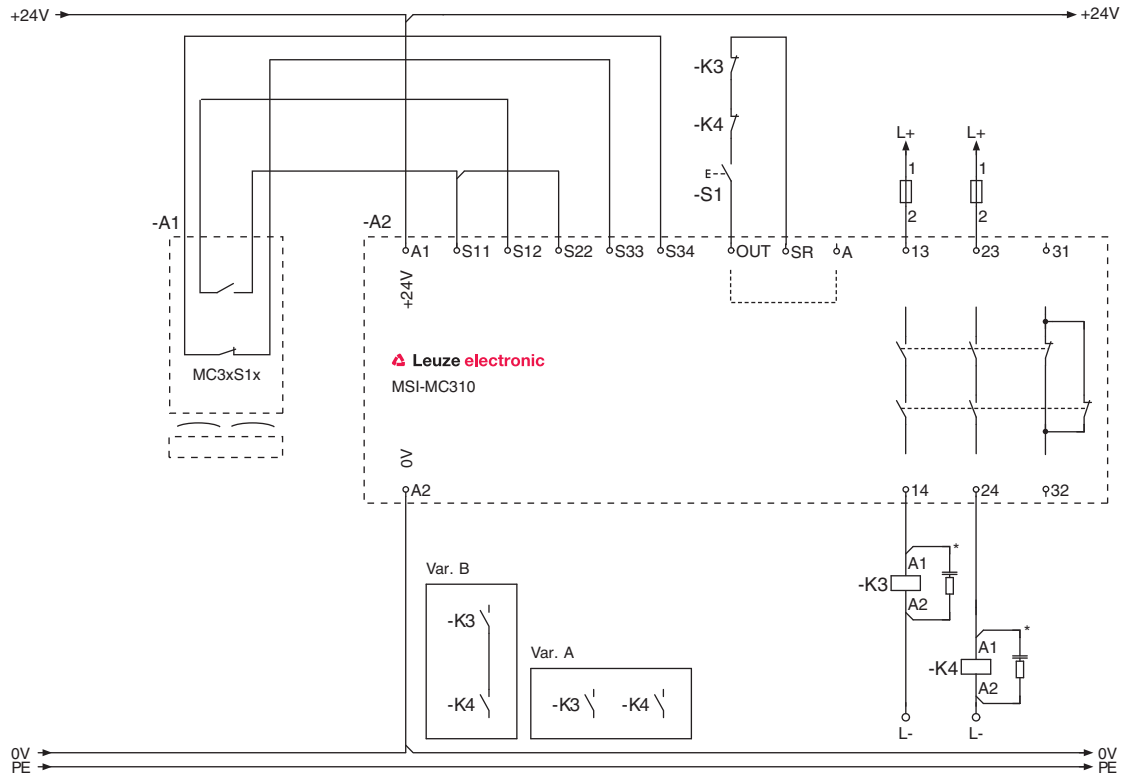 +24V +24V
-K3
-K4
E
-S1
L+ L+
1 1
2 2
-A1 -A2
A1 S11 S12 S22 S33 S34 OUT SR A 13 23 31
+24V
MC3xS1x
Leuze electronic
MSI-MC310
0V
A2 14 24 32
Var. B
-K3
-K4
Var. A
-K3 -K4
*
A1
-K3
A2
*
A1
-K4
A2
L- L-
0V 0V
PE PE